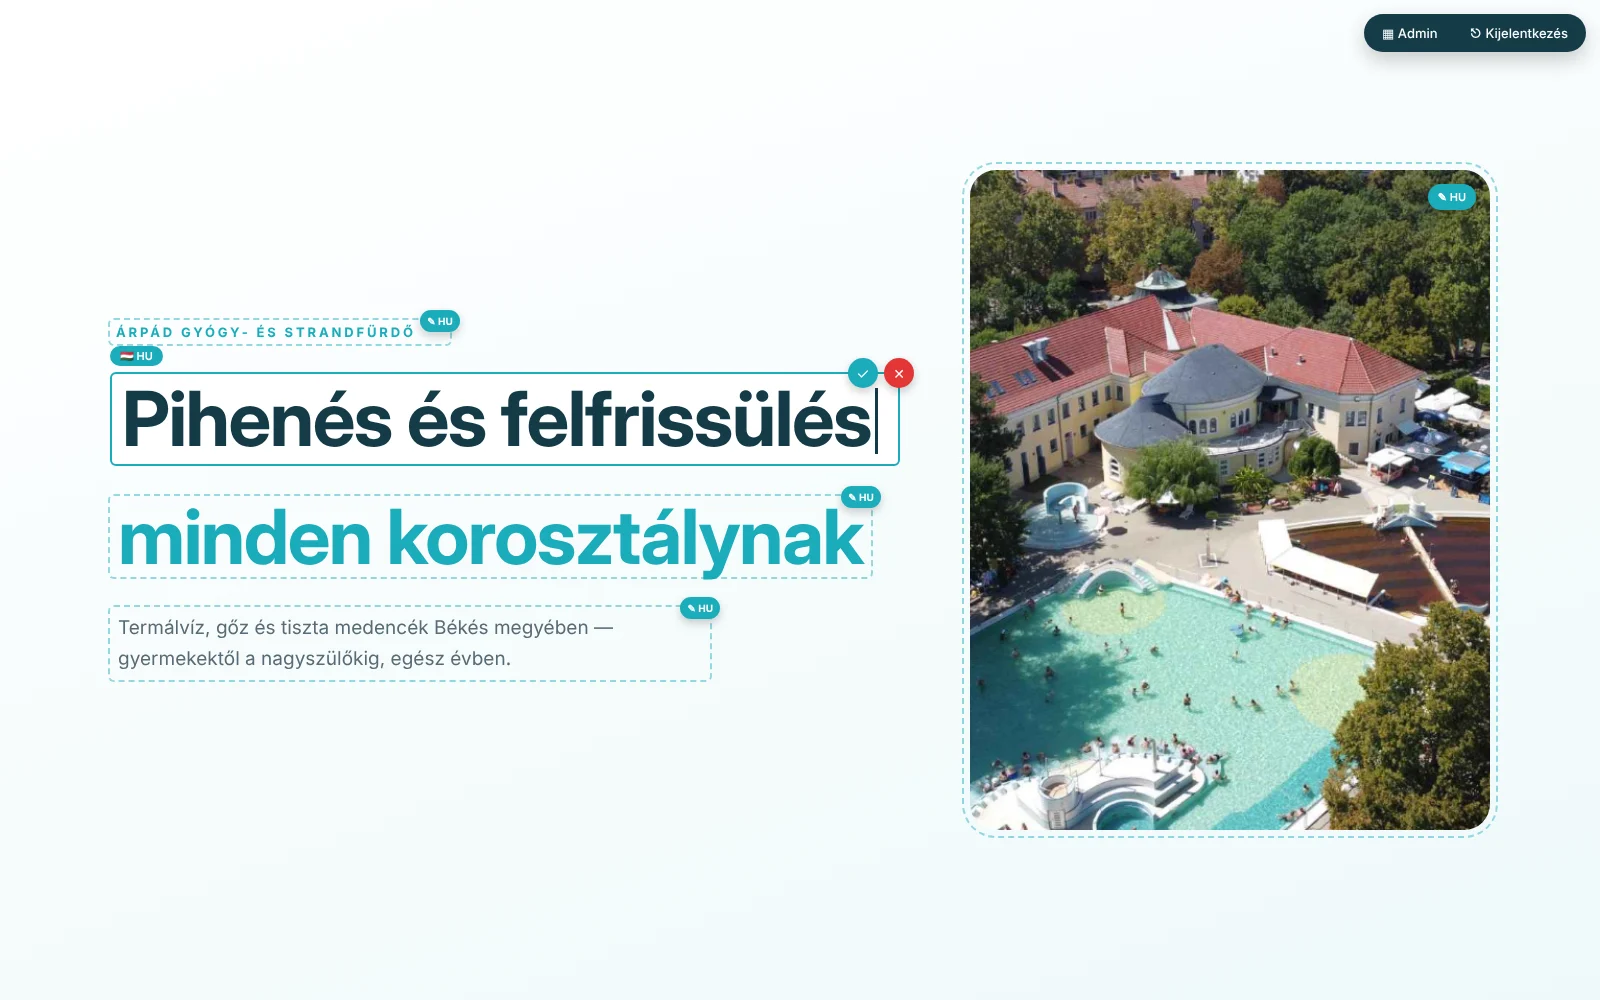 Admin
Kijelentkezés
HU
ÁRPÁD GYÓGY- ÉS STRANDFÜRDŐ
HU
HU
Pihenés és felfrissülés
HU
minden korosztálynak
HU
Termálvíz, gőz és tiszta medencék Békés megyében —
gyermekektől a nagyszülőkig, egész évben.